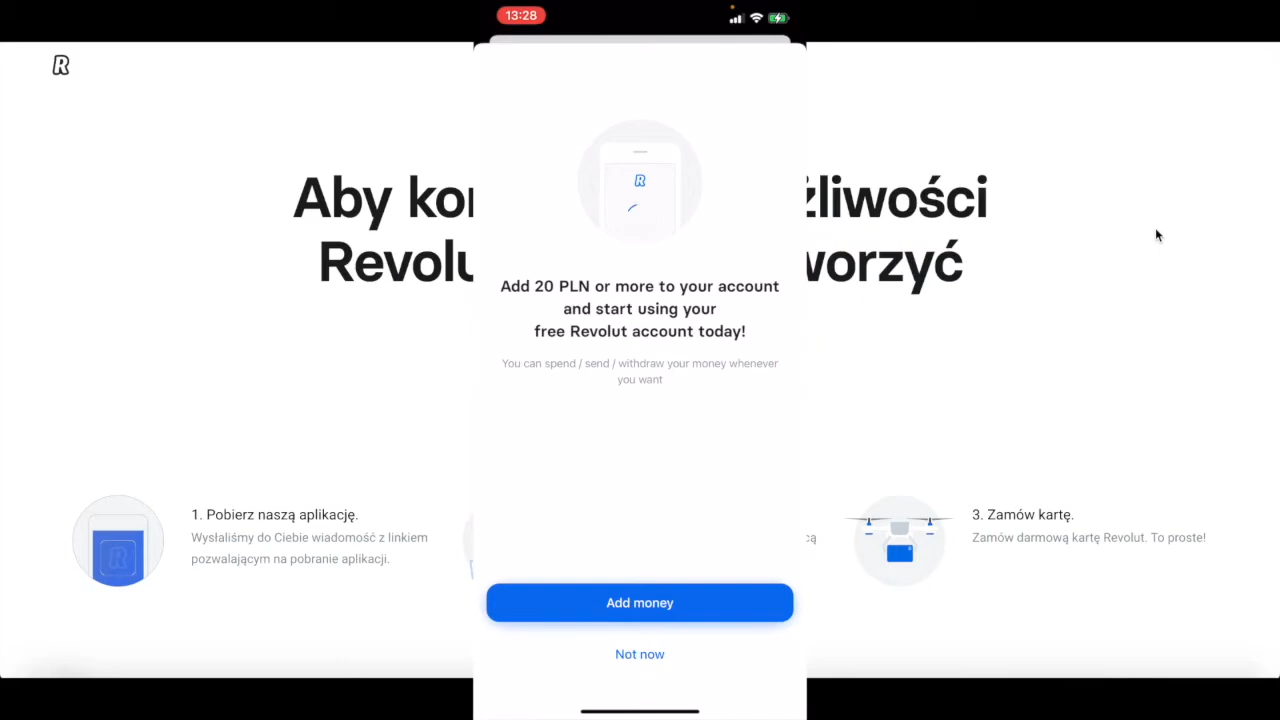 13:28
R
Aby ko
żliwości
Revolu
worzyć
R
Add 20 PLN or more to your account
and start using your
free Revolut account today!
You can spend / send / withdraw your money whenever
you want
1. Pobierz naszą aplikację.
Wysłaliśmy do Ciebie wiadomość z linkiem
pozwalającym na pobranie aplikacji.
R
cą
3. Zamów kartę.
Zamów darmową kartę Revolut. To proste!
Add money
Not now